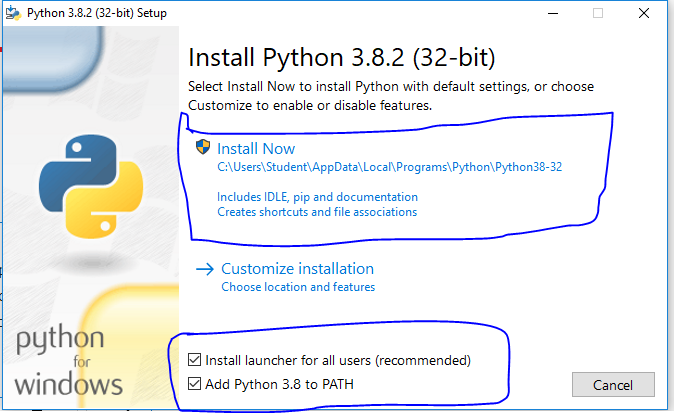 Python 3.8.2 (32-bit) Setup
Install Python 3.8.2 (32-bit)
Select Install Now to install Python with default settings, or choose
Customize to enable or disable features.
Install Now
C:\Users\Student\AppData\Local\Programs\Python\Python38-32
Includes IDLE, pip and documentation
Creates shortcuts and file associations
Customize installation
Choose location and features
python
for
windows
Install launcher for all users (recommended)
Add Python 3.8 to PATH
Cancel